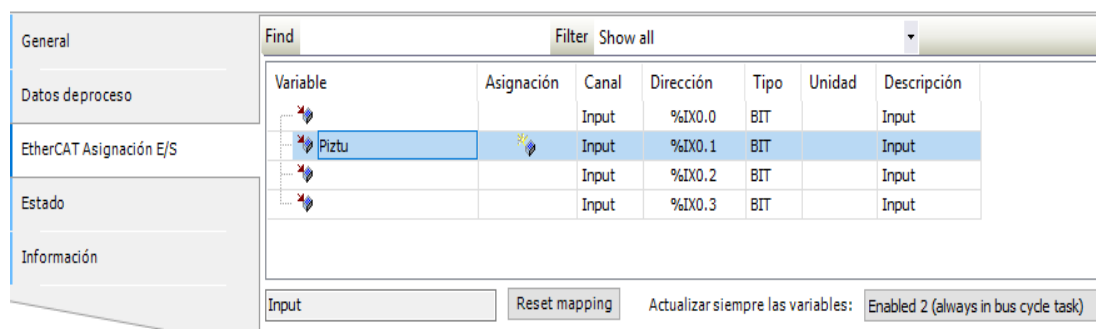 General
Datos deproceso
EtherCAT Asignación E/S
Estado
Información
Find Filter Show all
Variable Asignación Canal Dirección Tipo Unidad Descripción
Input %IX0.0 BIT Input
Piztu Input %IX0.1 BIT Input
Input %IX0.2 BIT Input
Input %IX0.3 BIT Input
Input Reset mapping Actualizar siempre las variables: Enabled 2 (always in bus cycle task)